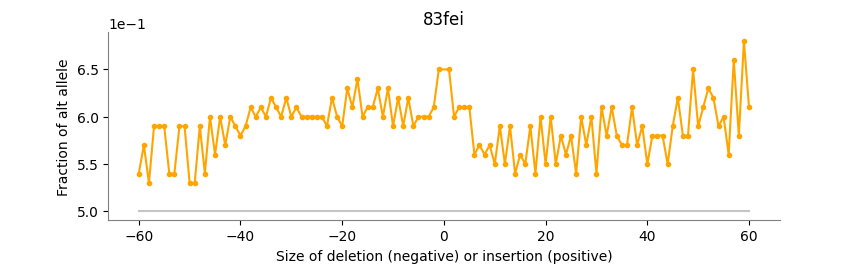 83fei
1e−1
6.5
6.0
5.5
5.0
Fraction of alt allele
−60 −40 −20 0 20 40 60
Size of deletion (negative) or insertion (positive)